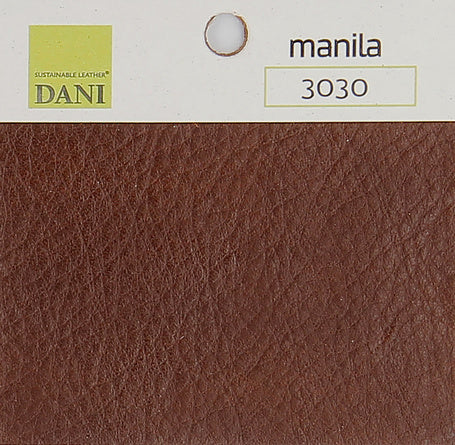 SUSTAINABLE LEATHER®
DANI
manila
3030